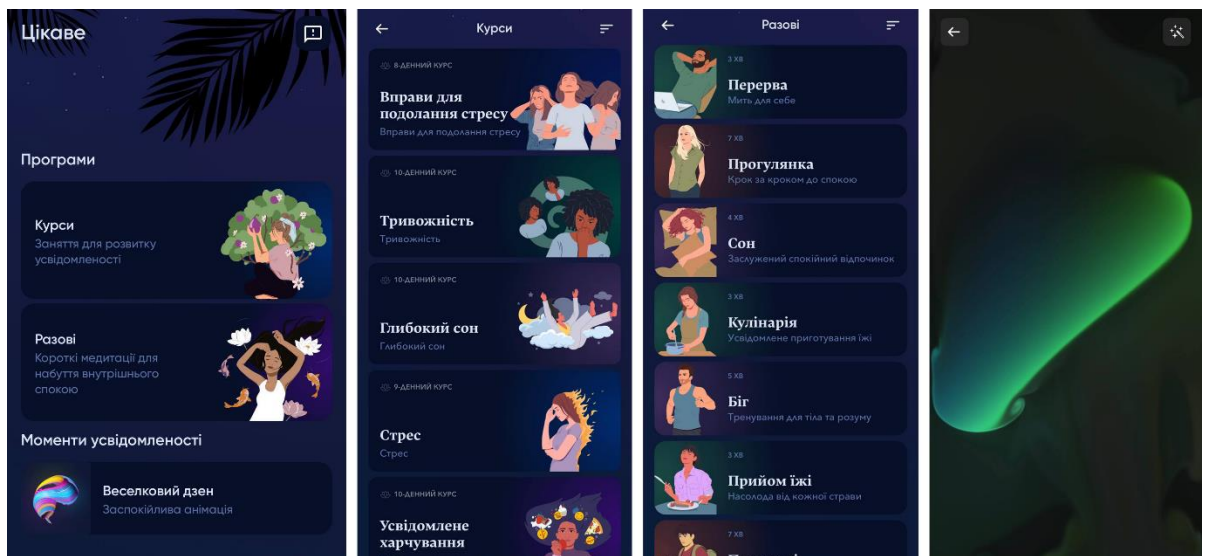 Цікаве
Програми
Курси
Заняття для розвитку
усвідомленості
Разові
Короткі медитації для
набуття внутрішнього
спокою
Моменти усвідомленості
Веселковий дзен
Заспокійлива анімація
Курси
8-ДЕННИЙ КУРС
Вправи для
подолання стресу
Вправи для подолання стресу
10-ДЕННИЙ КУРС
Тривожність
Тривожність
10-ДЕННИЙ КУРС
Глибокий сон
Глибокий сон
9-ДЕННИЙ КУРС
Стрес
Стрес
10-ДЕННИЙ КУРС
Усвідомлене
харчування
Разові
3 ХВ
Перерва
Мить для себе
7 ХВ
Прогулянка
Крок за кроком до спокою
4 ХВ
Сон
Заслужений спокійний відпочинок
3 ХВ
Кулінарія
Усвідомлене приготування їжі
5 ХВ
Біг
Тренування для тіла та розуму
3 ХВ
Прийом їжі
Насолода від кожної страви
7 ХВ